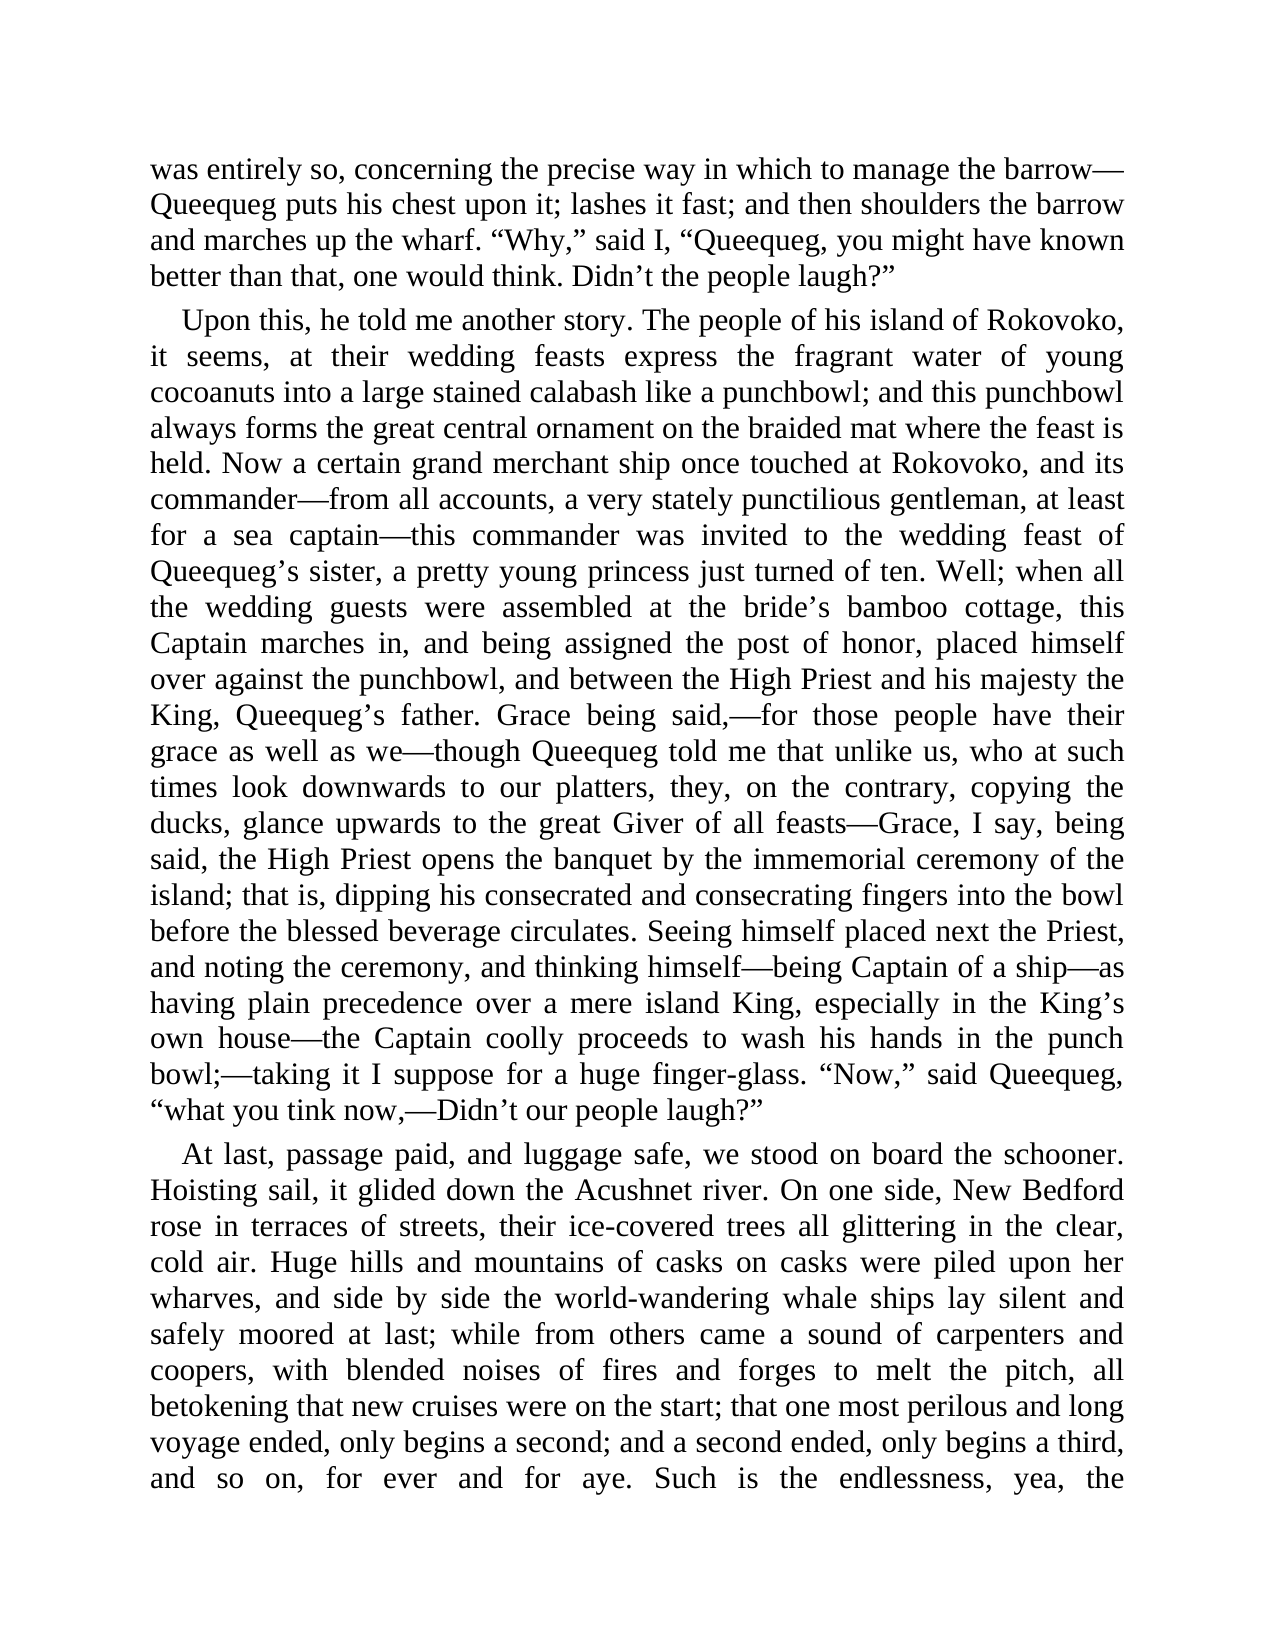 was entirely so, concerning the precise way in which to manage the barrow—
Queequeg puts his chest upon it; lashes it fast; and then shoulders the barrow
and marches up the wharf. “Why,” said I, “Queequeg, you might have known
better than that, one would think. Didn’t the people laugh?”
Upon this, he told me another story. The people of his island of Rokovoko,
it seems, at their wedding feasts express the fragrant water of young
cocoanuts into a large stained calabash like a punchbowl; and this punchbowl
always forms the great central ornament on the braided mat where the feast is
held. Now a certain grand merchant ship once touched at Rokovoko, and its
commander—from all accounts, a very stately punctilious gentleman, at least
for a sea captain—this commander was invited to the wedding feast of
Queequeg’s sister, a pretty young princess just turned of ten. Well; when all
the wedding guests were assembled at the bride’s bamboo cottage, this
Captain marches in, and being assigned the post of honor, placed himself
over against the punchbowl, and between the High Priest and his majesty the
King, Queequeg’s father. Grace being said,—for those people have their
grace as well as we—though Queequeg told me that unlike us, who at such
times look downwards to our platters, they, on the contrary, copying the
ducks, glance upwards to the great Giver of all feasts—Grace, I say, being
said, the High Priest opens the banquet by the immemorial ceremony of the
island; that is, dipping his consecrated and consecrating fingers into the bowl
before the blessed beverage circulates. Seeing himself placed next the Priest,
and noting the ceremony, and thinking himself—being Captain of a ship—as
having plain precedence over a mere island King, especially in the King’s
own house—the Captain coolly proceeds to wash his hands in the punch
bowl;—taking it I suppose for a huge finger-glass. “Now,” said Queequeg,
“what you tink now,—Didn’t our people laugh?”
At last, passage paid, and luggage safe, we stood on board the schooner.
Hoisting sail, it glided down the Acushnet river. On one side, New Bedford
rose in terraces of streets, their ice-covered trees all glittering in the clear,
cold air. Huge hills and mountains of casks on casks were piled upon her
wharves, and side by side the world-wandering whale ships lay silent and
safely moored at last; while from others came a sound of carpenters and
coopers, with blended noises of fires and forges to melt the pitch, all
betokening that new cruises were on the start; that one most perilous and long
voyage ended, only begins a second; and a second ended, only begins a third,
and so on, for ever and for aye. Such is the endlessness, yea, the